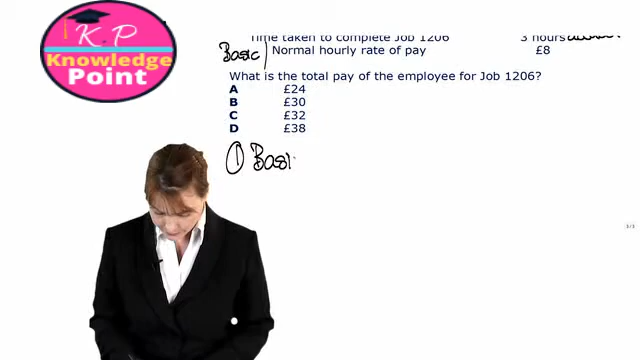 K.P
Knowledge
Point
Time taken to complete Job 1206 3 hours
Basic Normal hourly rate of pay £8
What is the total pay of the employee for Job 1206?
A £24
B £30
C £32
D £38
① Basi